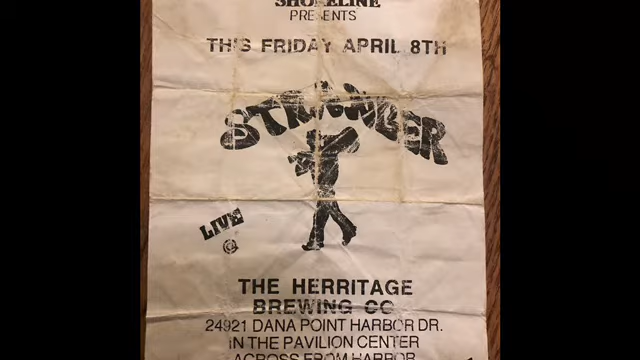 SHORELINE
PRESENTS
THIS FRIDAY APRIL 8TH
STRANGER
LIVE
@
THE HERRITAGE
BREWING CO
24921 DANA POINT HARBOR DR.
IN THE PAVILION CENTER
ACROSS FROM HARBOR